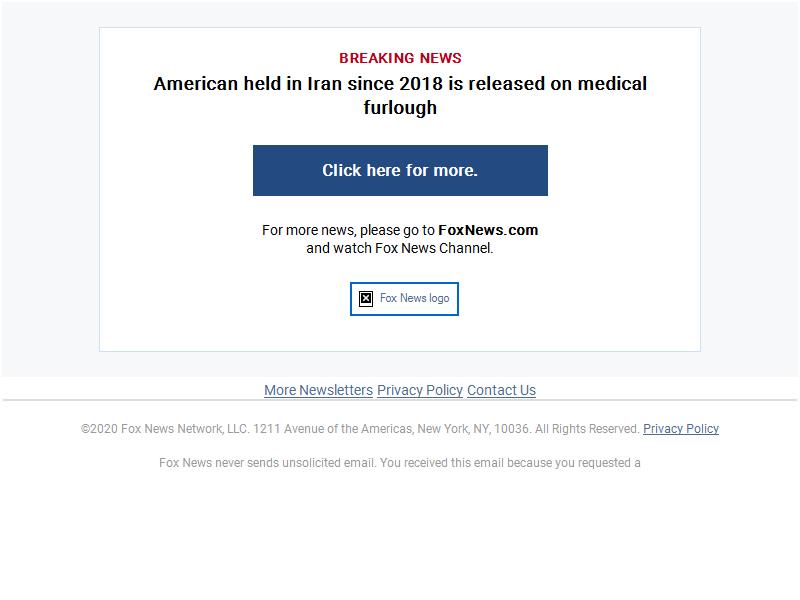 BREAKING NEWS
American held in Iran since 2018 is released on medical
furlough
Click here for more.
For more news, please go to FoxNews.com
and watch Fox News Channel.
Fox News logo
More Newsletters Privacy Policy Contact Us
©2020 Fox News Network, LLC. 1211 Avenue of the Americas, New York, NY, 10036. All Rights Reserved. Privacy Policy
Fox News never sends unsolicited email. You received this email because you requested a